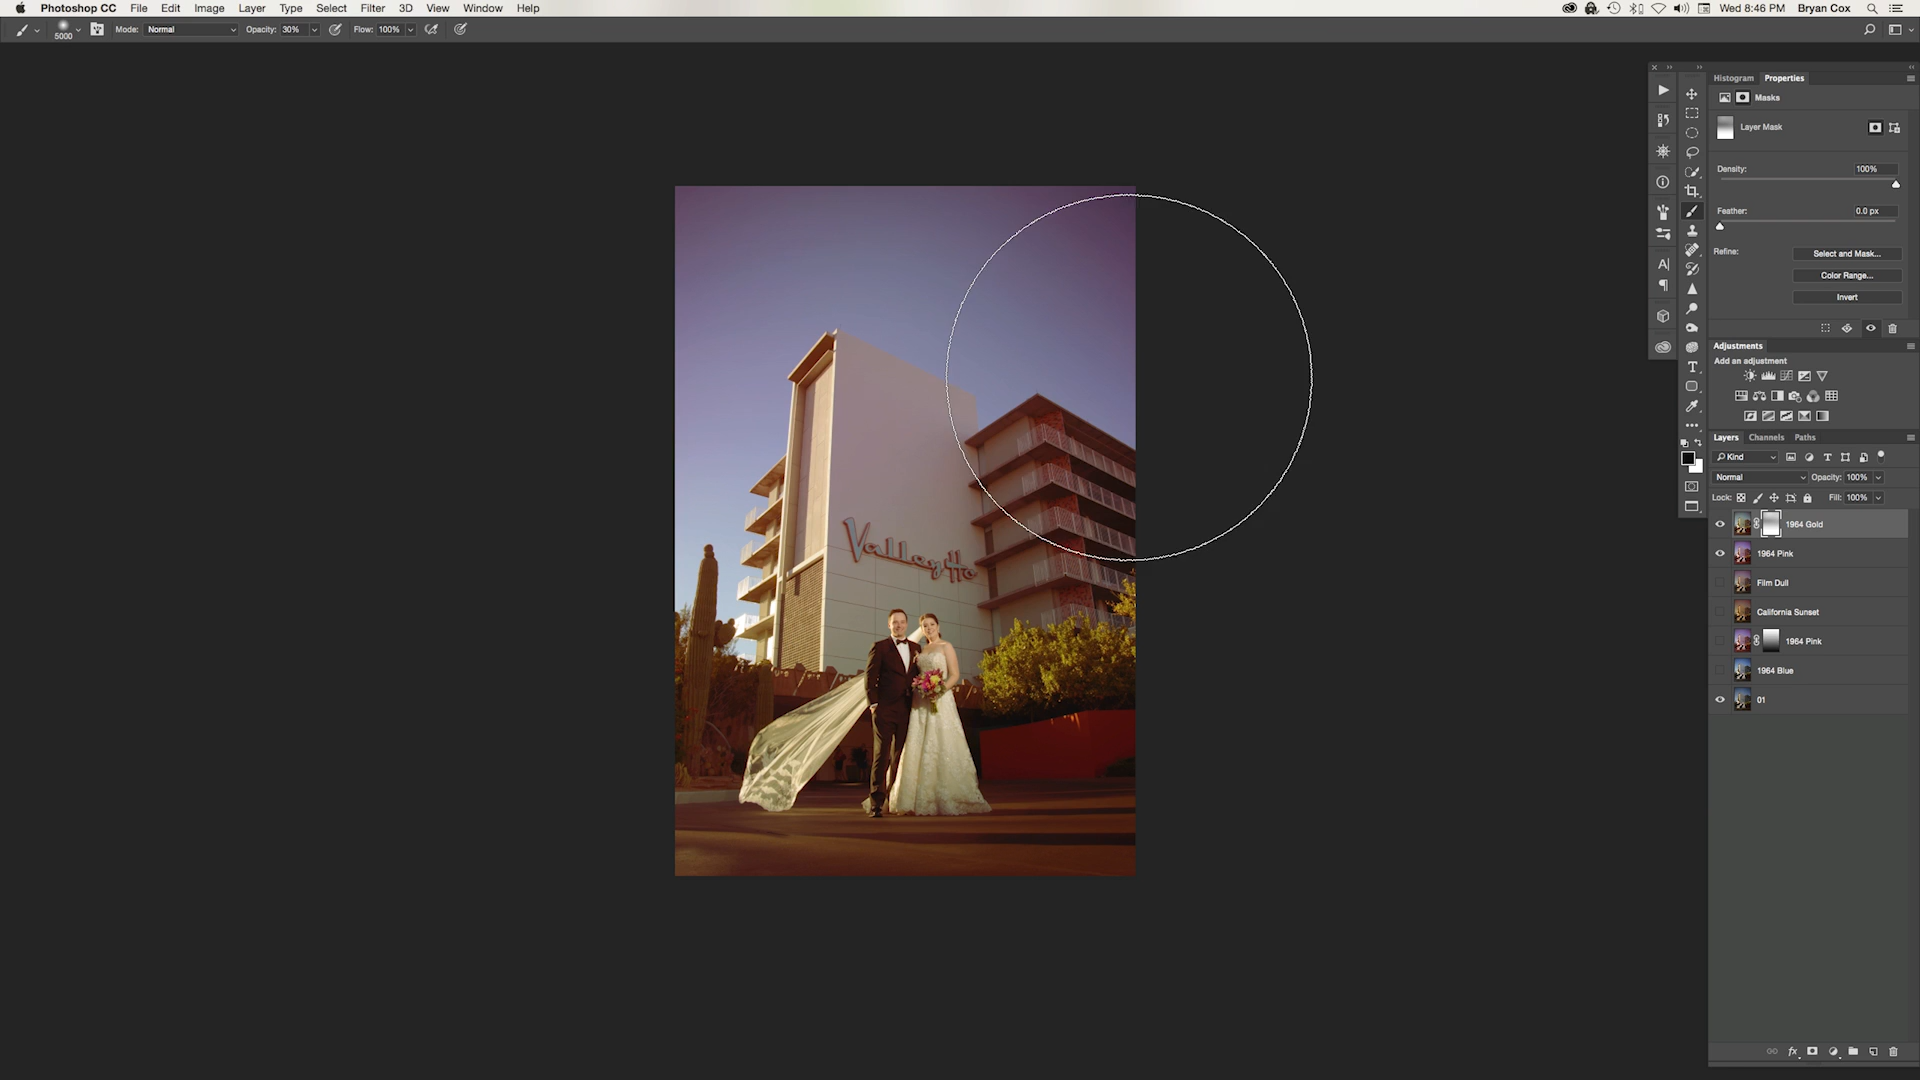 Photoshop CC File Edit Image Layer Type Select Filter 3D View Window Help Wed 8:46 PM Bryan Cox
5000 Mode: Normal Opacity: 30% Flow: 100%
Histogram Properties
Masks
Layer Mask
Density: 100%
Feather: 0.0 px
Refine: Select and Mask...
Color Range...
Invert
Adjustments
Add an adjustment
Layers Channels Paths
Kind
Normal Opacity: 100%
Lock: Fill: 100%
1964 Gold
1964 Pink
Film Dull
California Sunset
1964 Pink
1964 Blue
01
fx
Valley Ho